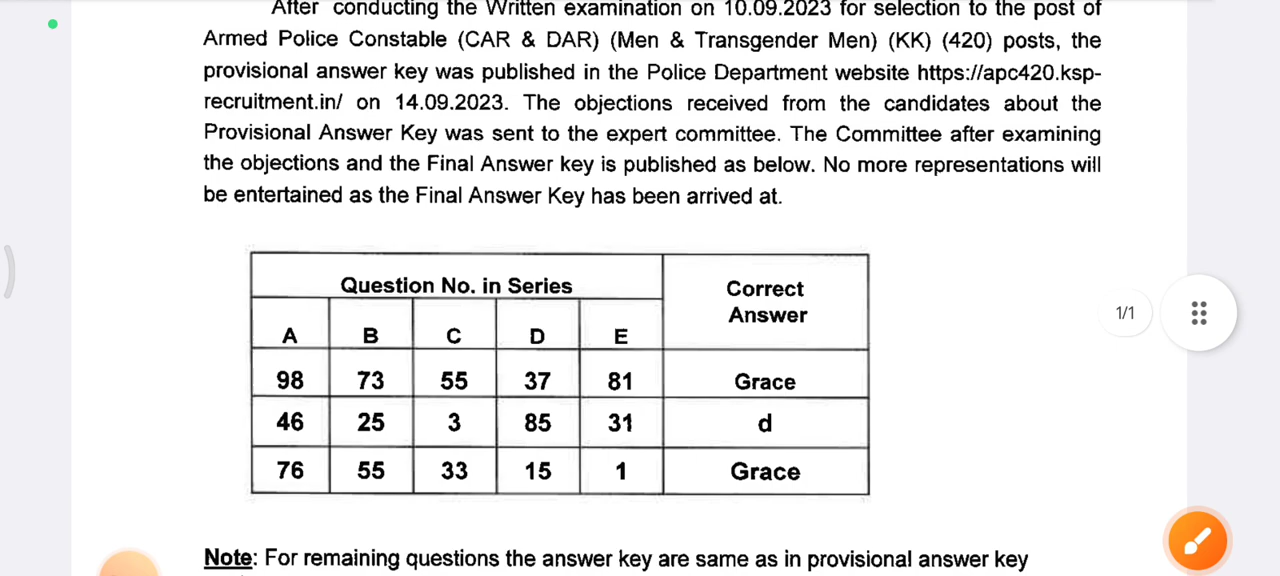 After conducting the Written examination on 10.09.2023 for selection to the post of
Armed Police Constable (CAR & DAR) (Men & Transgender Men) (KK) (420) posts, the
provisional answer key was published in the Police Department website https://apc420.ksp-
recruitment.in/ on 14.09.2023. The objections received from the candidates about the
Provisional Answer Key was sent to the expert committee. The Committee after examining
the objections and the Final Answer key is published as below. No more representations will
be entertained as the Final Answer Key has been arrived at.
Question No. in Series Correct
Answer
A B C D E
98 73 55 37 81 Grace
46 25 3 85 31 d
76 55 33 15 1 Grace
1/1
Note: For remaining questions the answer key are same as in provisional answer key